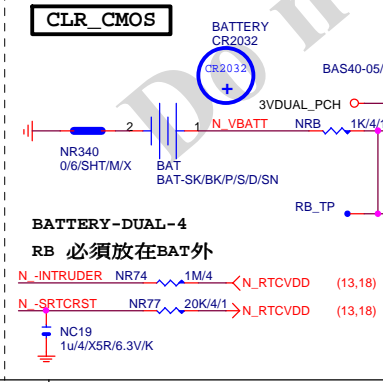 CLR_CMOS
BATTERY
CR2032
CR2032
+
BAS40-05/
3VDUAL_PCH
2
1
N_VBATT
NRB
1K/4/1
NR340
0/6/SHT/M/X
BAT
BAT-SK/BK/P/S/D/SN
RB_TP
BATTERY-DUAL-4
RB 必須放在BAT外
N_-INTRUDER NR74 1M/4 N_RTCVDD (13,18)
N_-SRTCRST NR77 20K/4/1 N_RTCVDD (13,18)
NC19
1u/4/X5R/6.3V/K
Do n